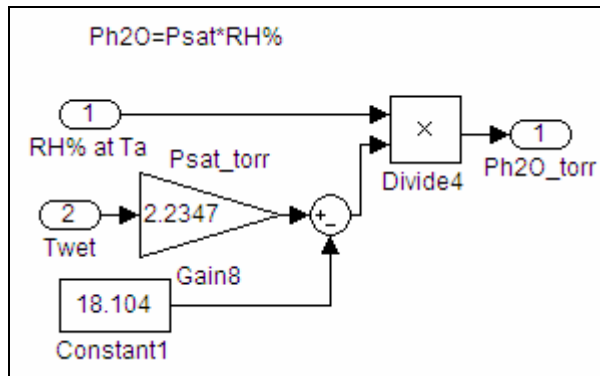 Ph2O=Psat*RH%
1
RH% at Ta
Psat_torr
×
1
Divide4
Ph2O_torr
2
2.2347
+
-
Twet
Gain8
18.104
Constant1